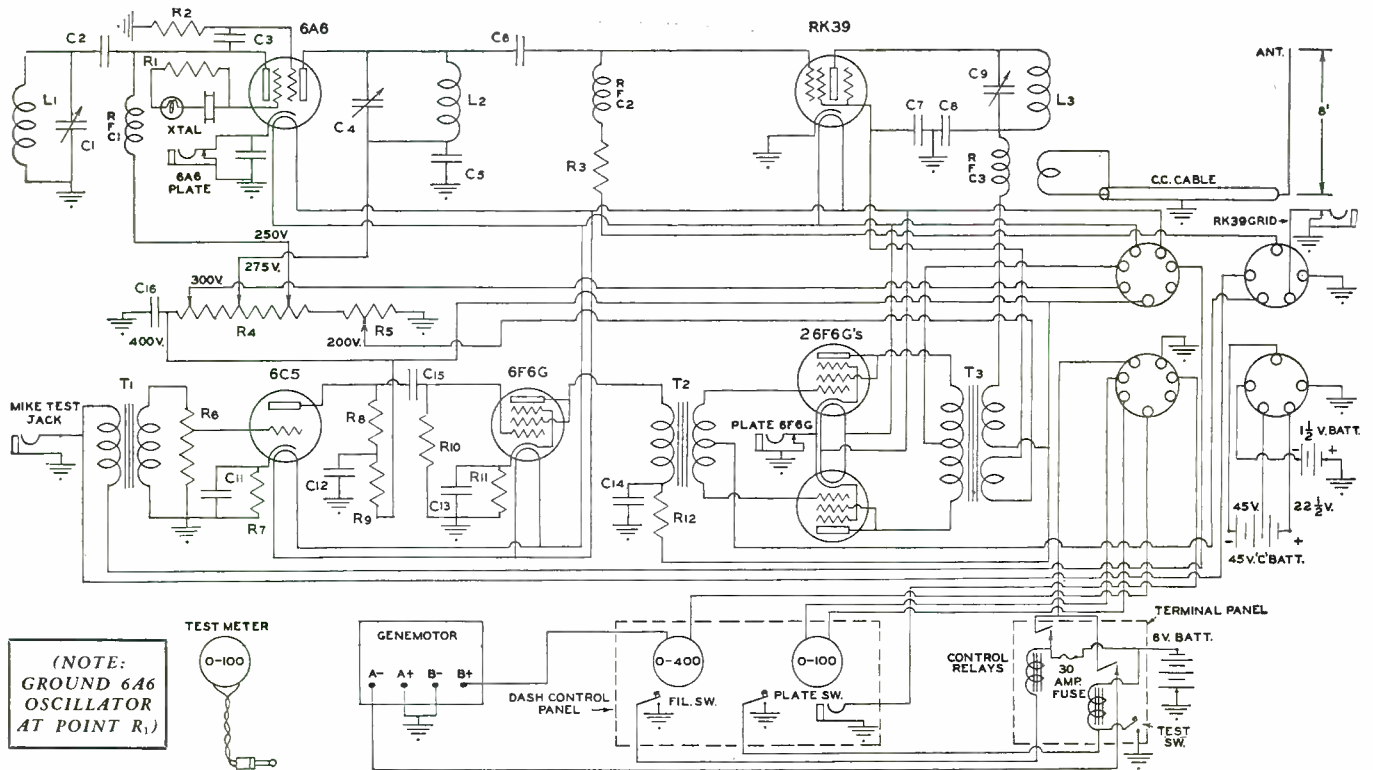 R2
6A6
RK39
C2
C3
C6
R1
L1
C1
RFC1
XTAL
6A6
PLATE
C4
L2
C5
RFC2
R3
C7
C8
C9
L3
RFC3
ANT.
8'
C.C. CABLE
RK39 GRID
250V.
275V.
300V.
C16
R4
R5
400V.
200V.
T1
MIKE TEST
JACK
R6
6C5
C11
R7
R8
C15
C12
R9
R10
6F6G
C13
R11
T2
C14
R12
2 6F6G's
PLATE 6F6G
T3
1½ V. BATT.
- +
45V.
22½V.
- +
45V. 'C' BATT.
(NOTE:
GROUND 6A6
OSCILLATOR
AT POINT R1)
TEST METER
0-100
GENEMOTOR
A- A+ B- B+
DASH CONTROL
PANEL
0-400
FIL. SW.
0-100
PLATE SW.
CONTROL
RELAYS
30
AMP.
FUSE
TERMINAL PANEL
6V. BATT.
TEST
SW.